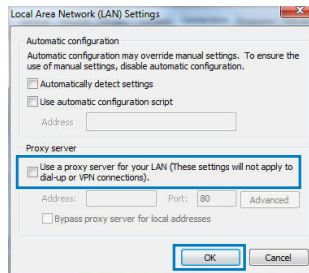 Local Area Network (LAN) Settings
Automatic configuration
Automatic configuration may override manual settings. To ensure the
use of manual settings, disable automatic configuration.
Automatically detect settings
Use automatic configuration script
Address
Proxy server
Use a proxy server for your LAN (These settings will not apply to
dial-up or VPN connections).
Address: Port: 80 Advanced
Bypass proxy server for local addresses
OK Cancel